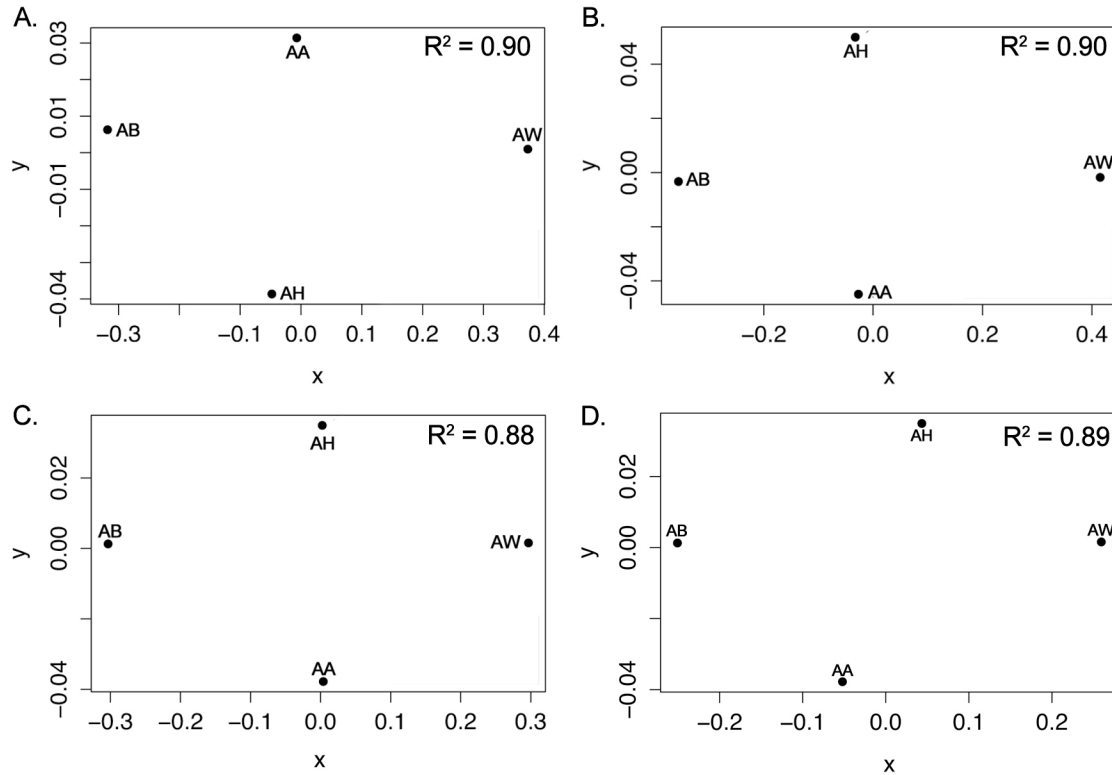 A.
R² = 0.90
AA
AB
AW
AH
0.03
0.01
−0.01
−0.04
y
−0.3
−0.1
0.0
0.1
0.2
0.3
0.4
x
B.
R² = 0.90
AH
AB
AW
AA
0.04
0.00
−0.04
y
−0.2
0.0
0.2
0.4
x
C.
R² = 0.88
AH
AB
AW
AA
0.02
0.00
−0.04
y
−0.3
−0.2
−0.1
0.0
0.1
0.2
0.3
x
D.
R² = 0.89
AH
AB
AW
AA
0.02
0.00
−0.04
y
−0.2
−0.1
0.0
0.1
0.2
x